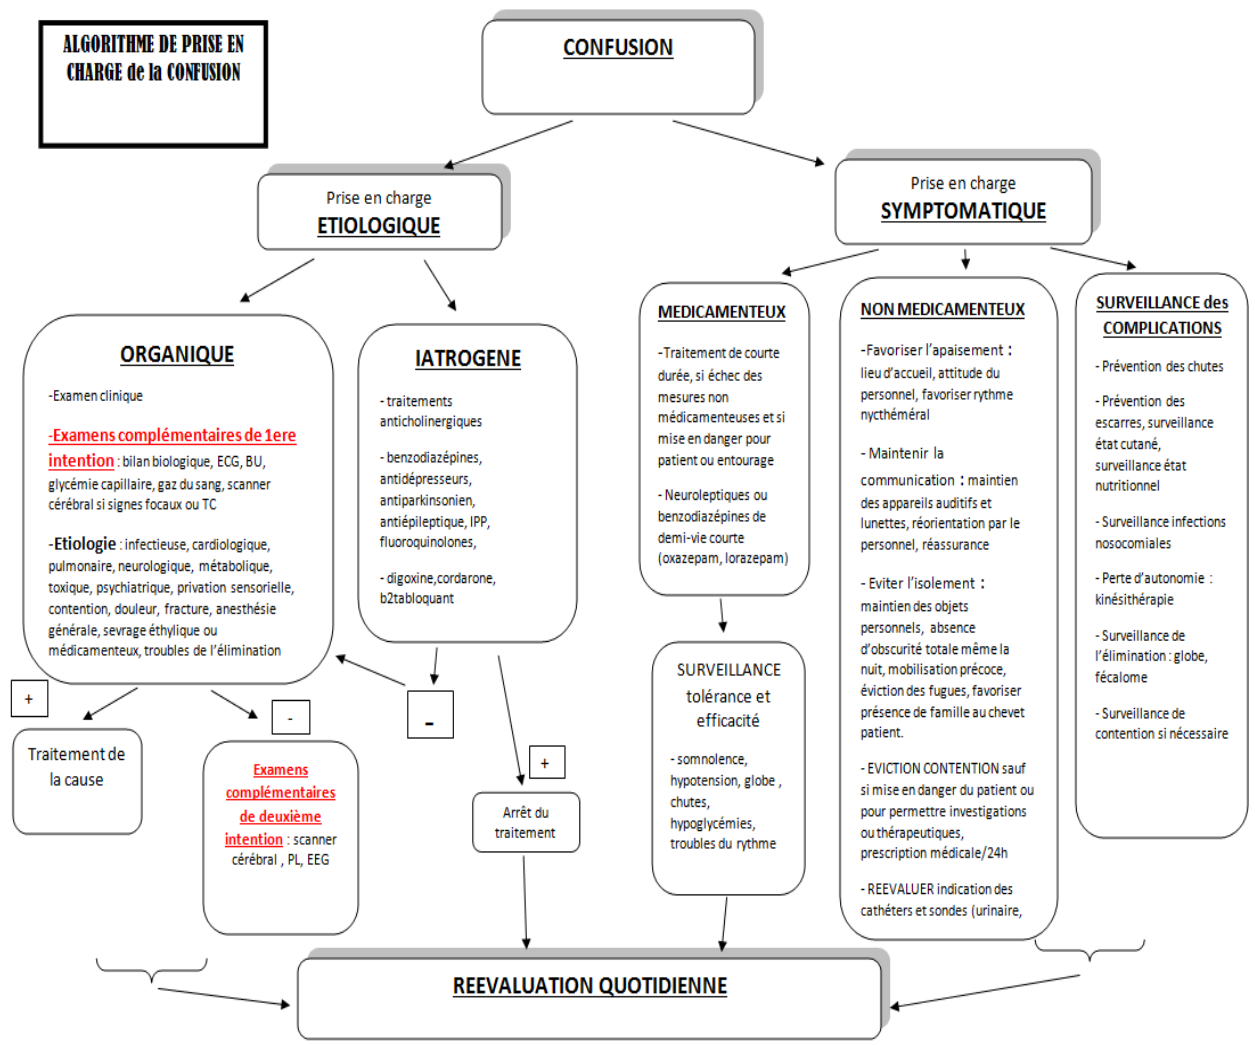 ALGORITHME DE PRISE EN
CHARGE de la CONFUSION
CONFUSION
Prise en charge
ETIOLOGIQUE
Prise en charge
SYMPTOMATIQUE
ORGANIQUE
-Examen clinique
-Examens complémentaires de 1ere
intention : bilan biologique, ECG, BU,
glycémie capillaire, gaz du sang, scanner
cérébral si signes focaux ou TC
-Etiologie : infectieuse, cardiologique,
pulmonaire, neurologique, métabolique,
toxique, psychiatrique, privation sensorielle,
contention, douleur, fracture, anesthésie
générale, sevrage éthylique ou
médicamenteux, troubles de l'élimination
IATROGENE
- traitements
anticholinergiques
- benzodiazépines,
antidépresseurs,
antiparkinsonien,
antiépileptique, IPP,
fluoroquinolones,
- digoxine,cordarone,
b2tabloquant
MEDICAMENTEUX
-Traitement de courte
durée, si échec des
mesures non
médicamenteuses et si
mise en danger pour
patient ou entourage
- Neuroleptiques ou
benzodiazépines de
demi-vie courte
(oxazepam, lorazepam)
NON MEDICAMENTEUX
-Favoriser l'apaisement :
lieu d'accueil, attitude du
personnel, favoriser rythme
nycthéméral
- Maintenir la
communication : maintien
des appareils auditifs et
lunettes, réorientation par le
personnel, réassurance
- Eviter l'isolement :
maintien des objets
personnels, absence
d'obscurité totale même la
nuit, mobilisation précoce,
éviction des fugues, favoriser
présence de famille au chevet
patient.
- EVICTION CONTENTION sauf
si mise en danger du patient ou
pour permettre investigations
ou thérapeutiques,
prescription médicale/24h
- REEVALUER indication des
cathéters et sondes (urinaire,
SURVEILLANCE des
COMPLICATIONS
- Prévention des chutes
- Prévention des
escarres, surveillance
état cutané,
surveillance état
nutritionnel
- Surveillance infections
nosocomiales
- Perte d'autonomie :
kinésithérapie
- Surveillance de
l'élimination : globe,
fécalome
- Surveillance de
contention si nécessaire
+
-
-
+
Traitement de
la cause
Examens
complémentaires
de deuxième
intention : scanner
cérébral , PL, EEG
Arrêt du
traitement
SURVEILLANCE
tolérance et
efficacité
- somnolence,
hypotension, globe ,
chutes,
hypoglycémies,
troubles du rythme
REEVALUATION QUOTIDIENNE